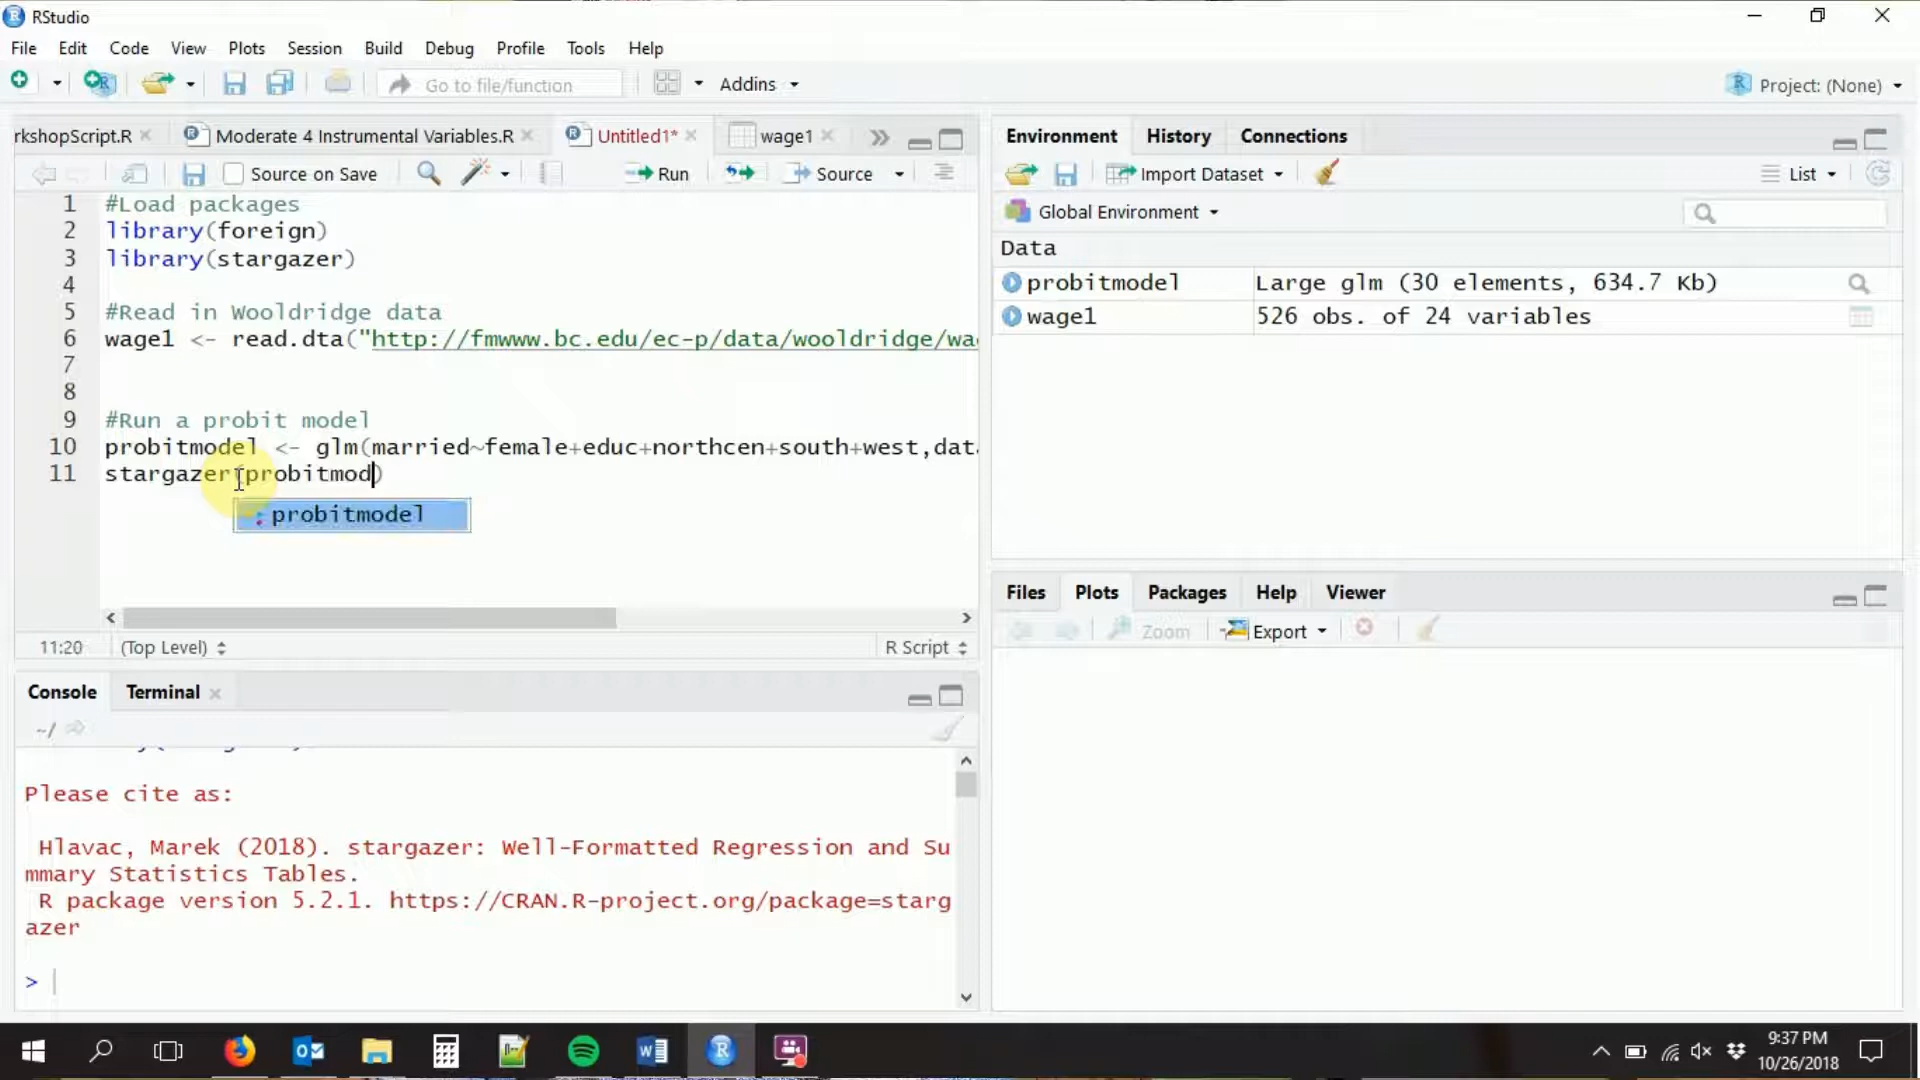 RStudio
File Edit Code View Plots Session Build Debug Profile Tools Help
Go to file/function Addins Project: (None)
rkshopScript.R Moderate 4 Instrumental Variables.R Untitled1* wage1
Source on Save Run Source
1 #Load packages
2 library(foreign)
3 library(stargazer)
4
5 #Read in Wooldridge data
6 wage1 <- read.dta("http://fmwww.bc.edu/ec-p/data/wooldridge/wa
7
8
9 #Run a probit model
10 probitmodel <- glm(married~female+educ+northcen+south+west,dat
11 stargazer(probitmod)
probitmodel
11:20 (Top Level) R Script
Console Terminal
~/
Please cite as:
Hlavac, Marek (2018). stargazer: Well-Formatted Regression and Su
mmary Statistics Tables.
R package version 5.2.1. https://CRAN.R-project.org/package=starg
azer
>
Environment History Connections
Import Dataset List
Global Environment
Data
probitmodel Large glm (30 elements, 634.7 Kb)
wage1 526 obs. of 24 variables
Files Plots Packages Help Viewer
Zoom Export
9:37 PM
10/26/2018